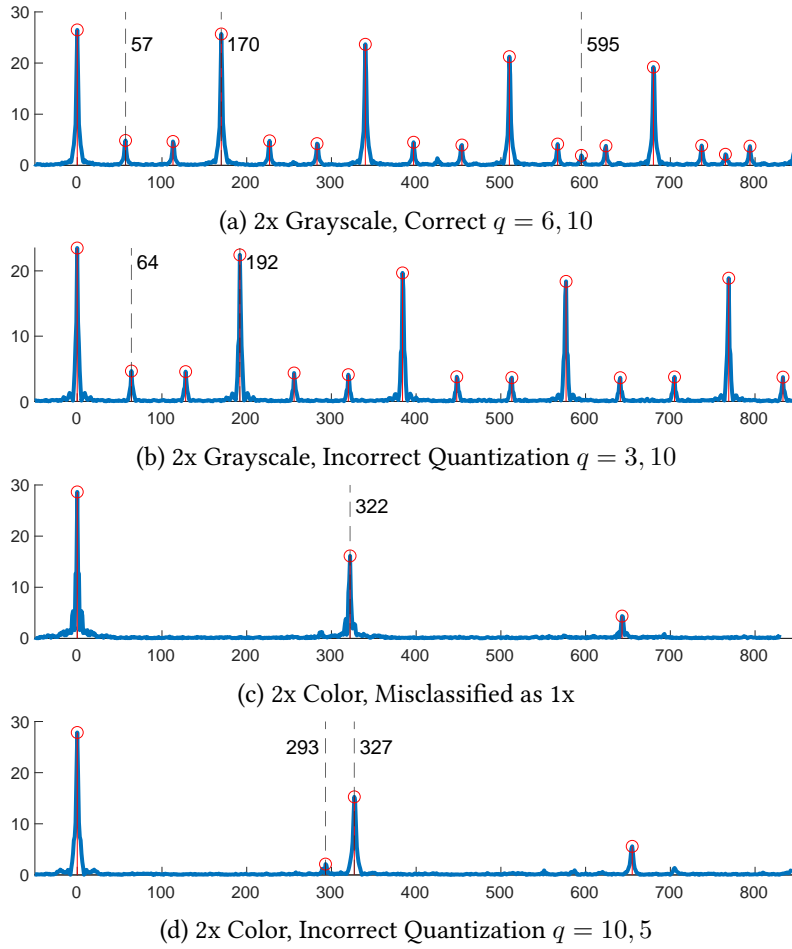 30
57
170
595
20
10
0
0 100 200 300 400 500 600 700 800
(a) 2x Grayscale, Correct q = 6, 10
64
192
20
10
0
0 100 200 300 400 500 600 700 800
(b) 2x Grayscale, Incorrect Quantization q = 3, 10
30
322
20
10
0
0 100 200 300 400 500 600 700 800
(c) 2x Color, Misclassified as 1x
30
293
327
20
10
0
0 100 200 300 400 500 600 700 800
(d) 2x Color, Incorrect Quantization q = 10, 5